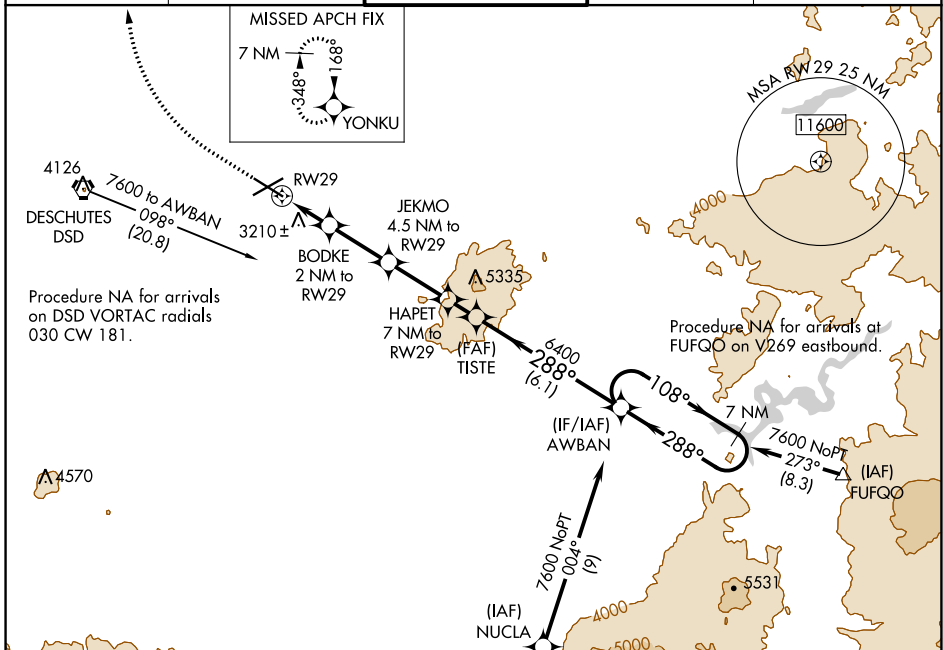 MISSED APCH FIX
7 NM
348°
168°
YONKU
MSA RW 29 25 NM
11600
4126
DESCHUTES
DSD
7600 to AWBAN
098°
(20.8)
RW29
3210 ±
BODKE
2 NM to
RW29
JEKMO
4.5 NM to
RW29
5335
4000
Procedure NA for arrivals
on DSD VORTAC radials
030 CW 181.
HAPET
7 NM to
RW29
(FAF)
TISTE
6400
288°
(6.1)
Procedure NA for arrivals at
FUFQO on V269 eastbound.
108°
7 NM
288°
(IF/IAF)
AWBAN
7600 NoPT
273°
(8.3)
(IAF)
FUFQO
4570
7600 NoPT
004°
(9)
(IAF)
NUCLA
5531
4000
5000